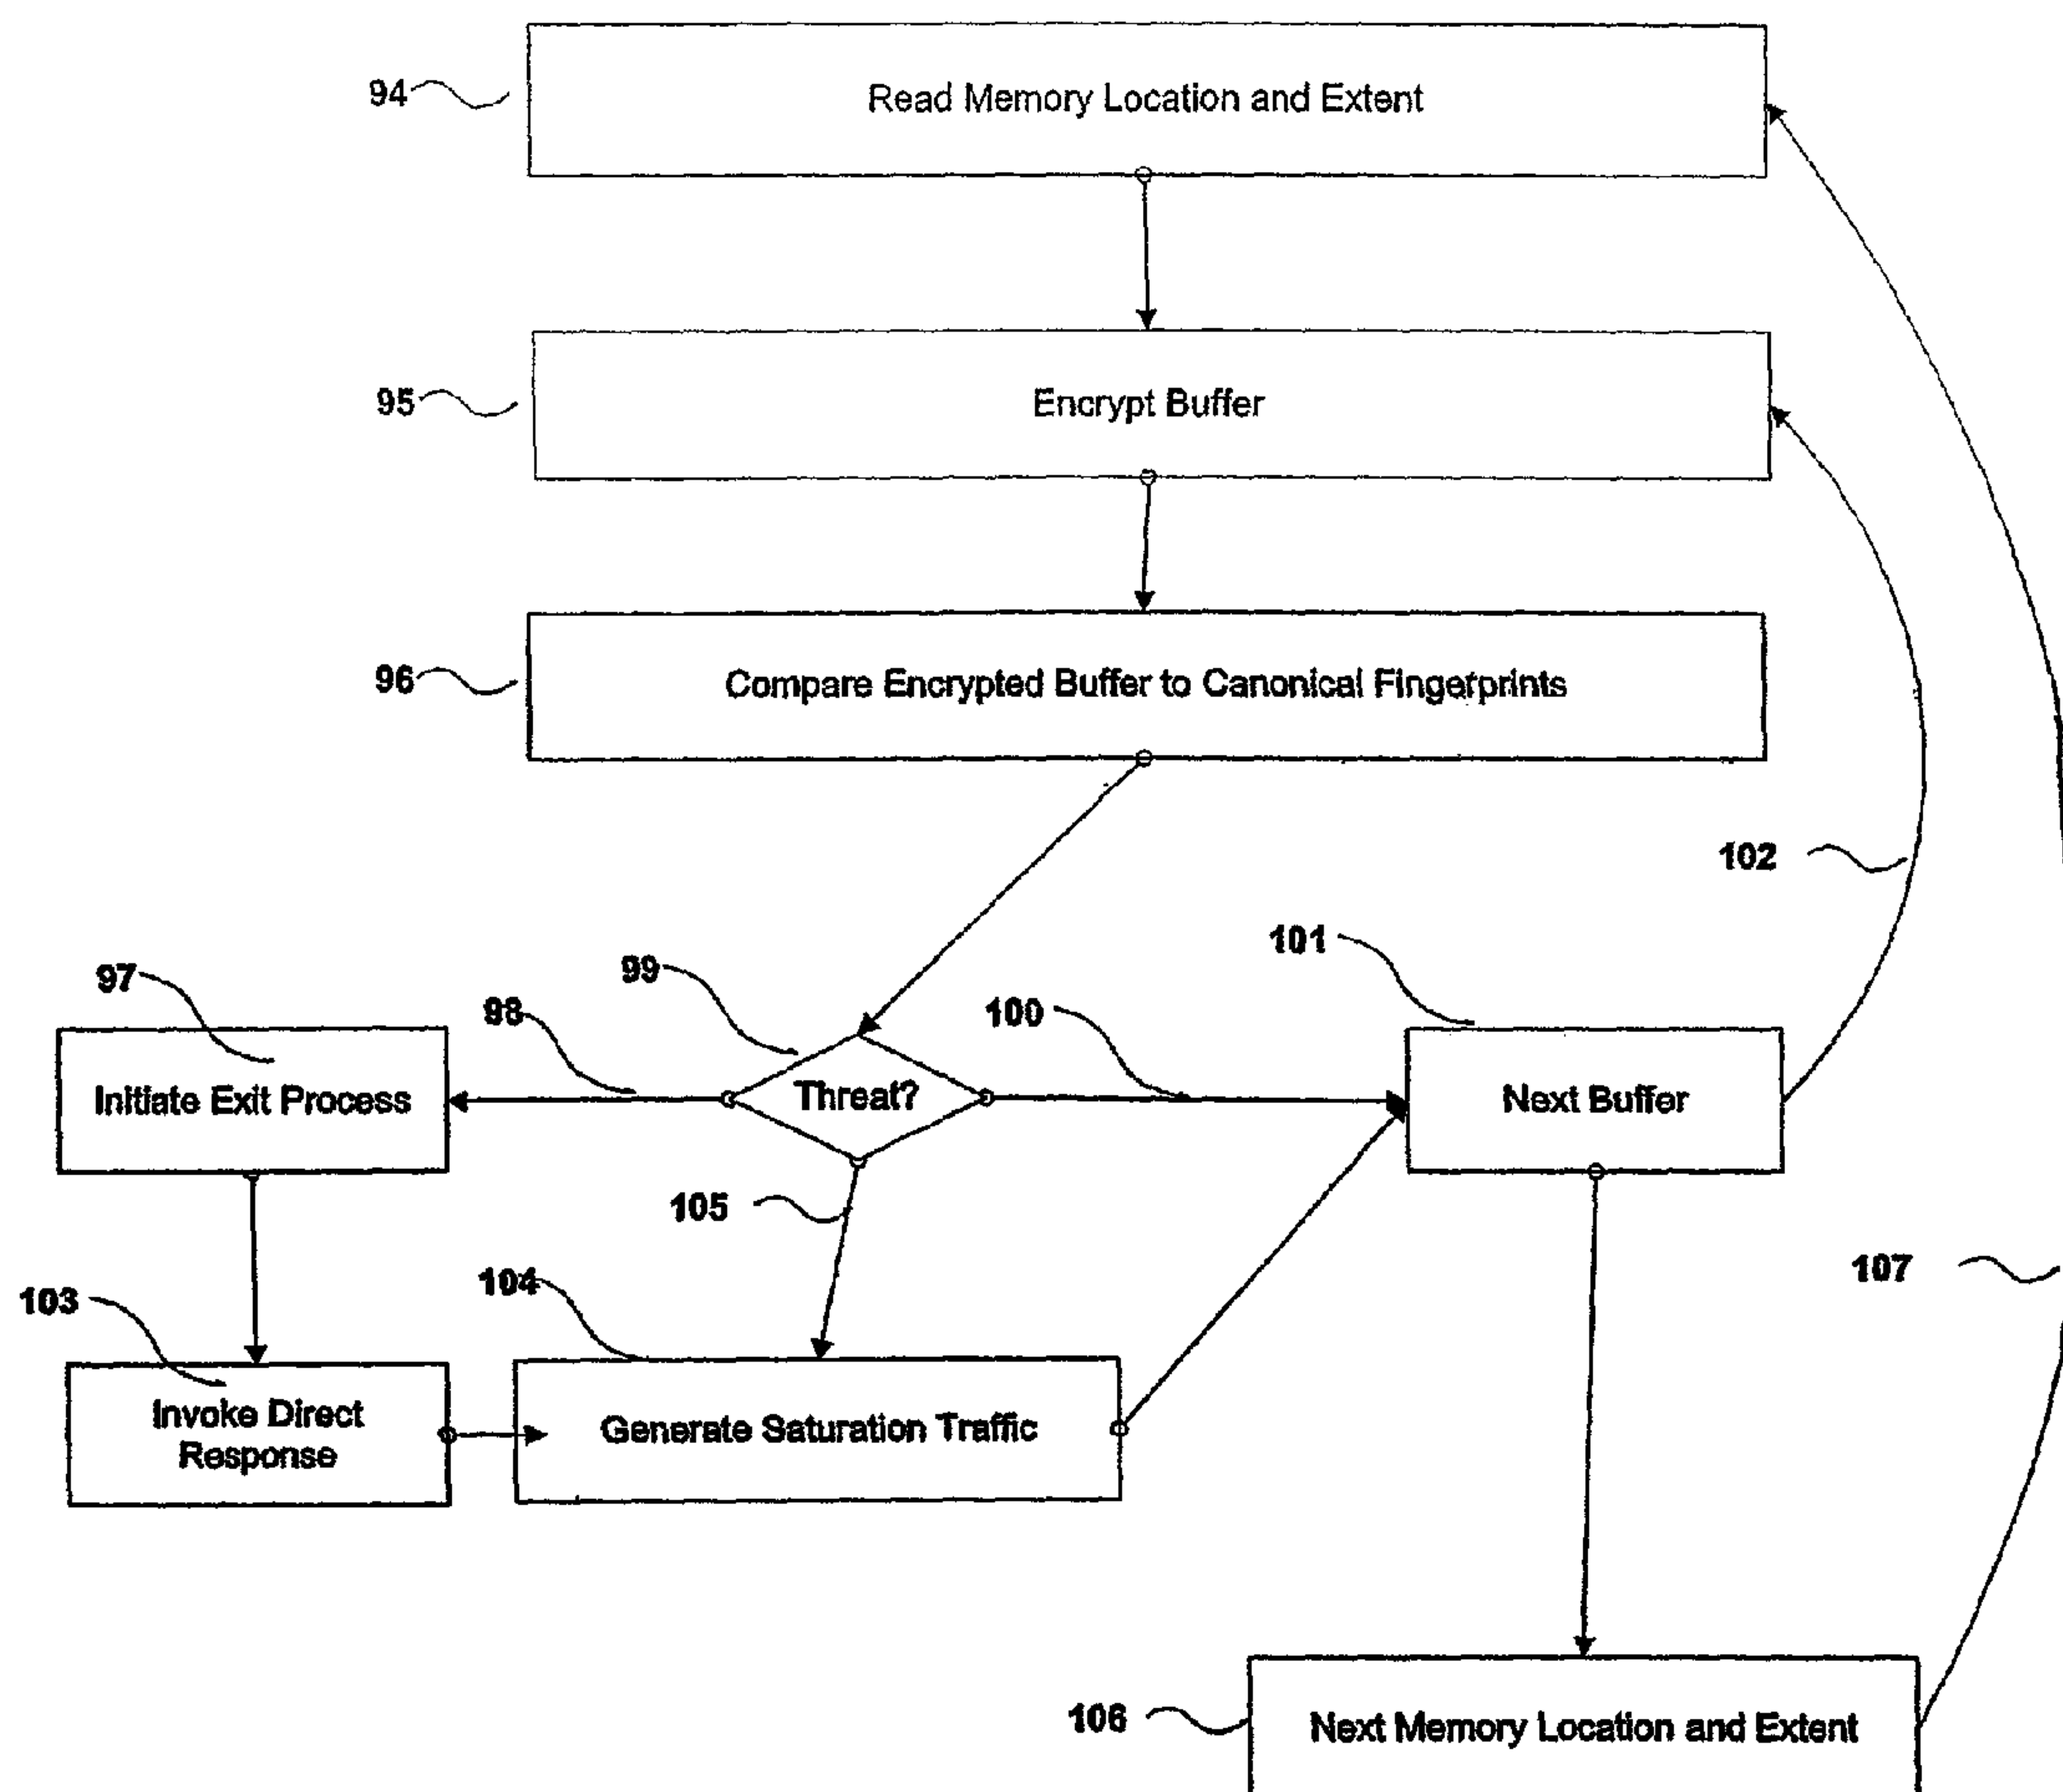 94
Read Memory Location and Extent
95
Encrypt Buffer
96
Compare Encrypted Buffer to Canonical Fingerprints
102
101
97
99
98
100
Initiate Exit Process
Threat?
Next Buffer
105
107
104
103
Invoke Direct
Response
Generate Saturation Traffic
106
Next Memory Location and Extent